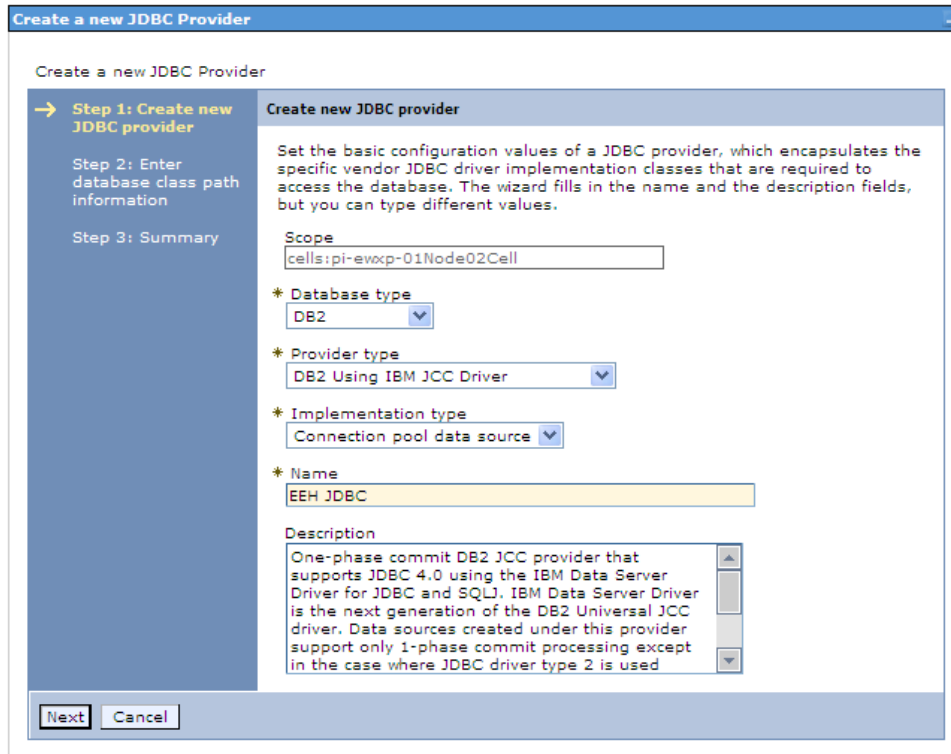 Create a new JDBC Provider
Create a new JDBC Provider
Step 1: Create new
JDBC provider
Step 2: Enter
database class path
information
Step 3: Summary
Create new JDBC provider
Set the basic configuration values of a JDBC provider, which encapsulates the
specific vendor JDBC driver implementation classes that are required to
access the database. The wizard fills in the name and the description fields,
but you can type different values.
Scope
cells:pi-ewxp-01Node02Cell
* Database type
DB2
* Provider type
DB2 Using IBM JCC Driver
* Implementation type
Connection pool data source
* Name
EEH JDBC
Description
One-phase commit DB2 JCC provider that
supports JDBC 4.0 using the IBM Data Server
Driver for JDBC and SQLJ. IBM Data Server Driver
is the next generation of the DB2 Universal JCC
driver. Data sources created under this provider
support only 1-phase commit processing except
in the case where JDBC driver type 2 is used
Next Cancel